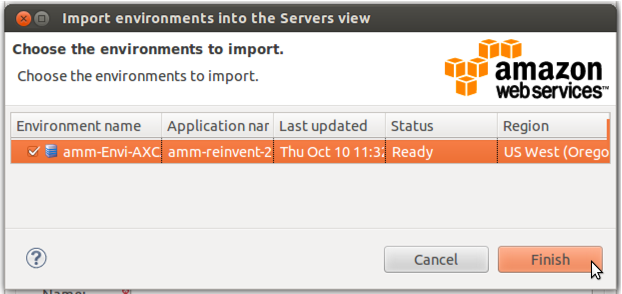 Import environments into the Servers view
Choose the environments to import.
Choose the environments to import.
amazon
webservices™
Environment name Application nar Last updated Status Region
amm-Envi-AXC amm-reinvent-2 Thu Oct 10 11:32 Ready US West (Orego
? Cancel Finish
Name: